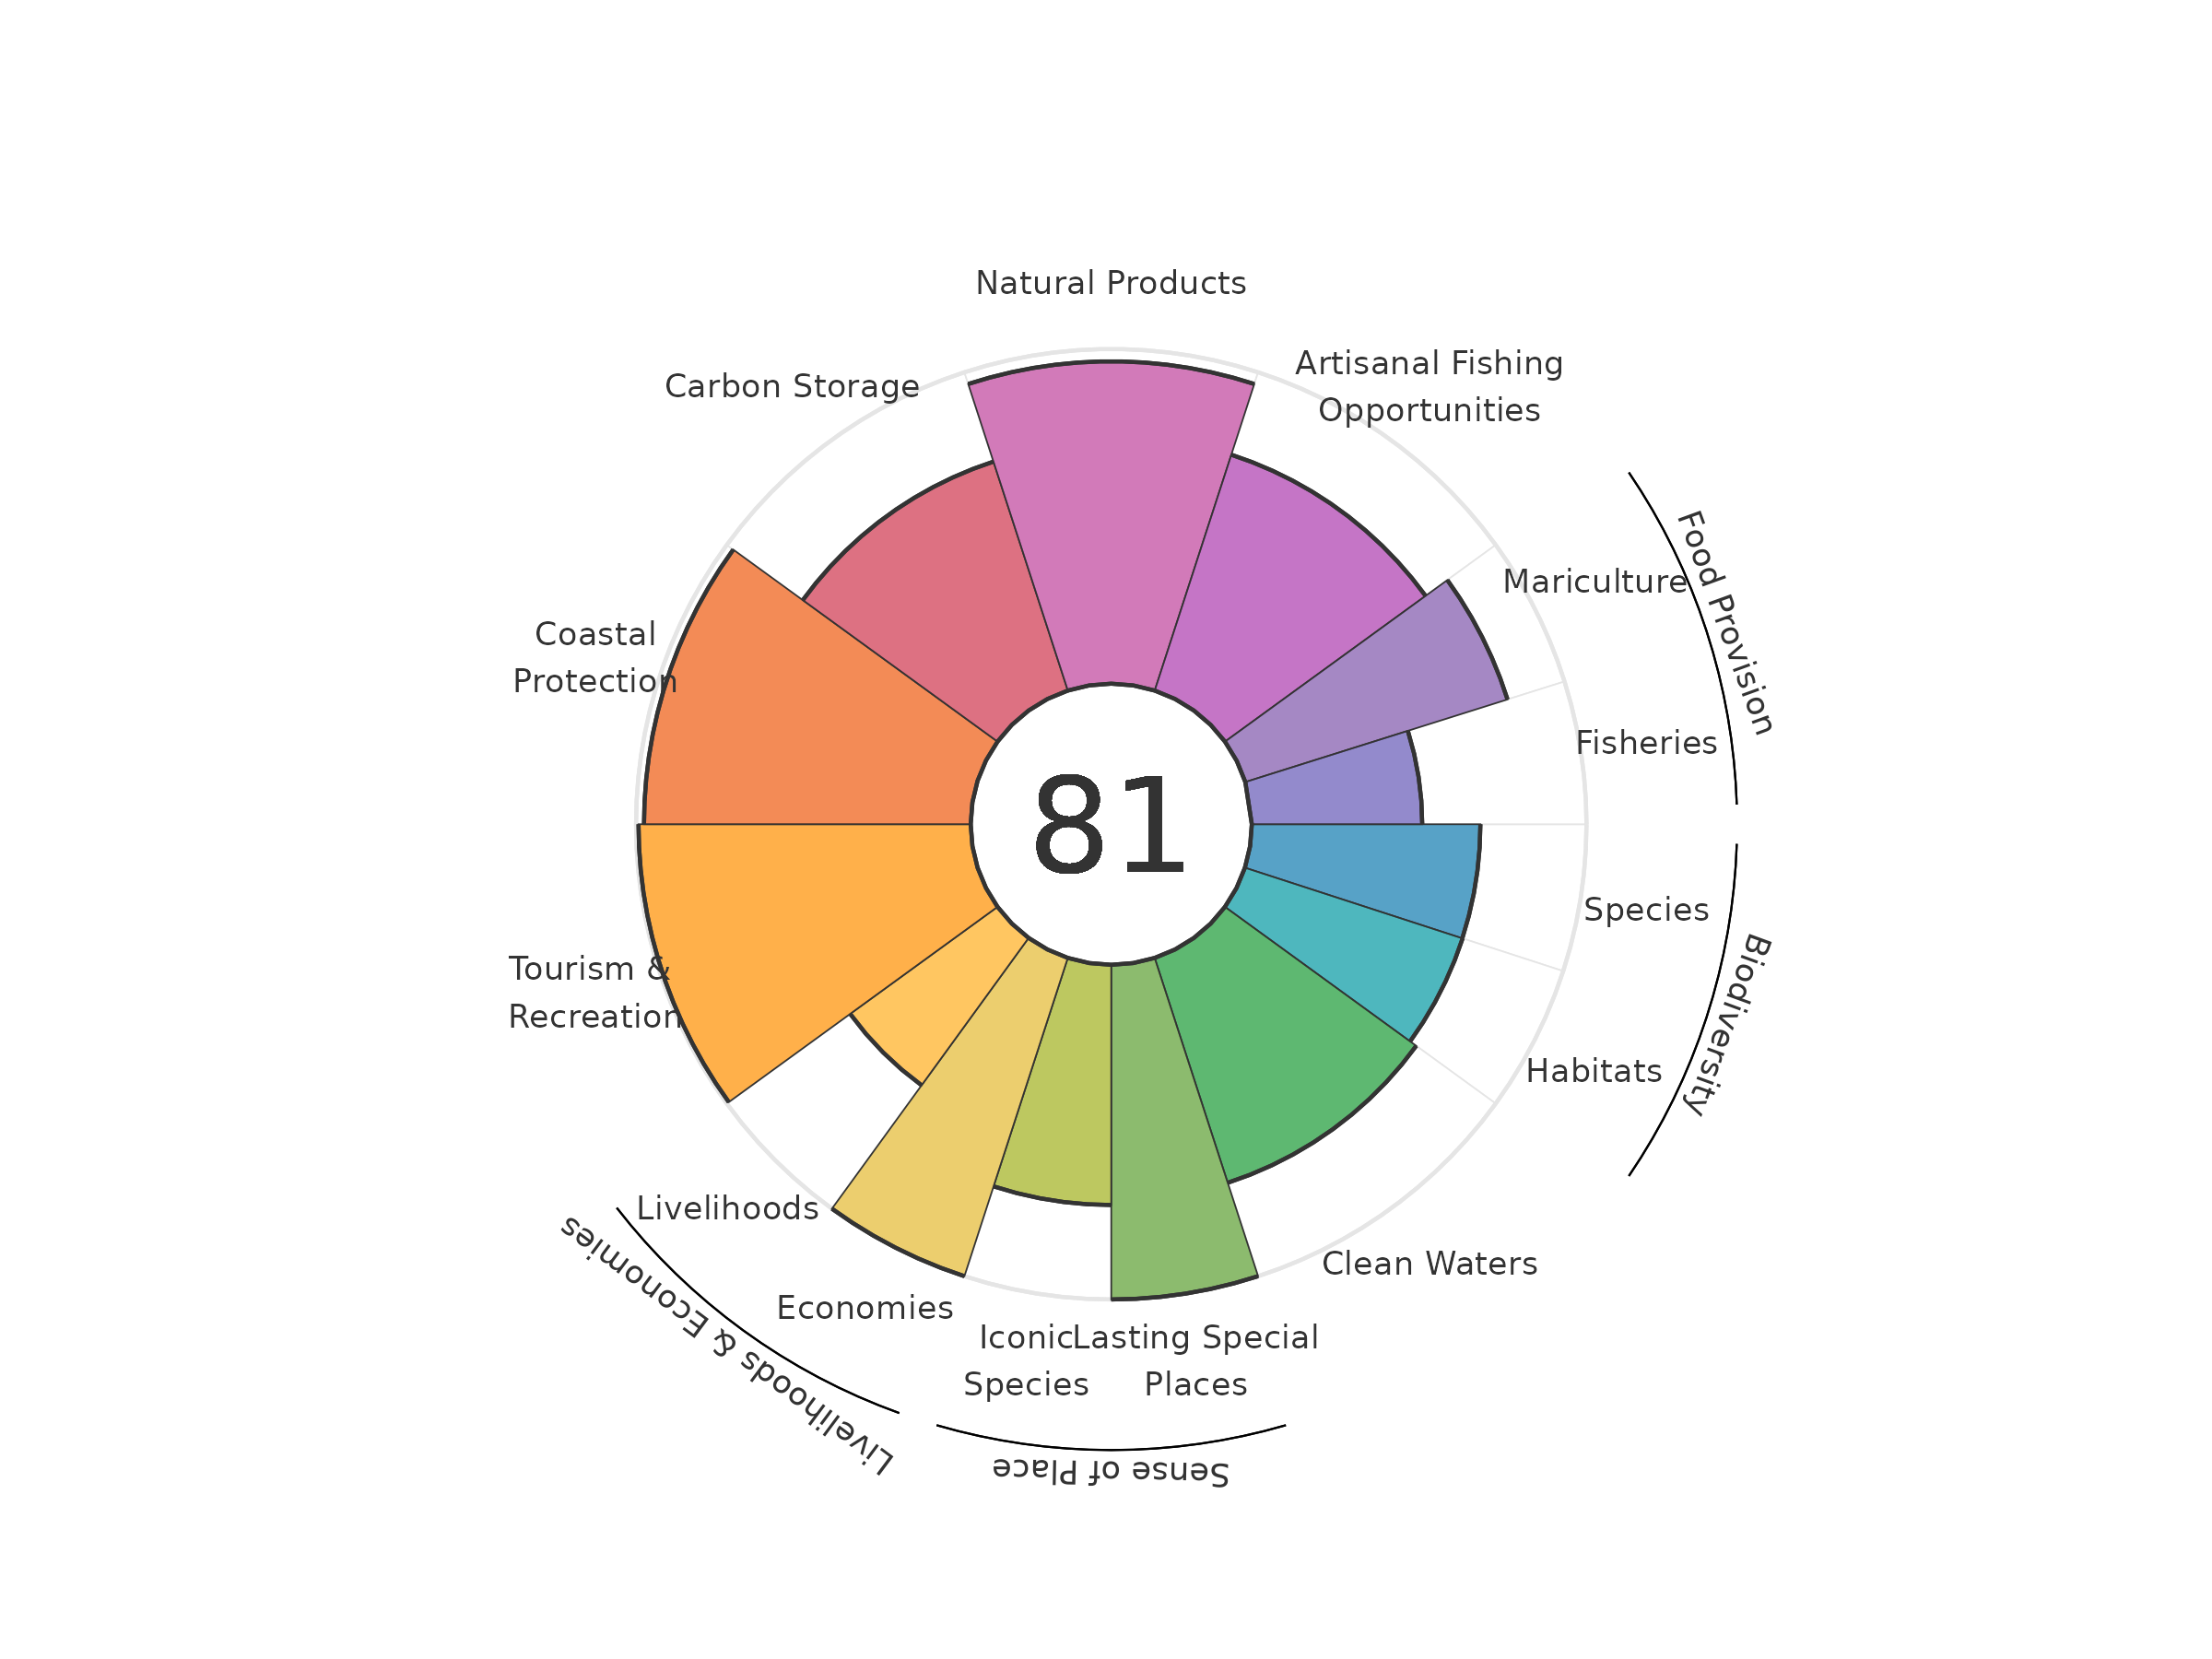 Natural Products
Artisanal Fishing
Opportunities
Carbon Storage
Mariculture
Food Provision
Coastal
Protection
Fisheries
81
Species
Biodiversity
Tourism &
Recreation
Habitats
Livelihoods
Clean Waters
Livelihoods & Economies
Economies
Iconic
Species
Lasting Special
Places
Sense of Place